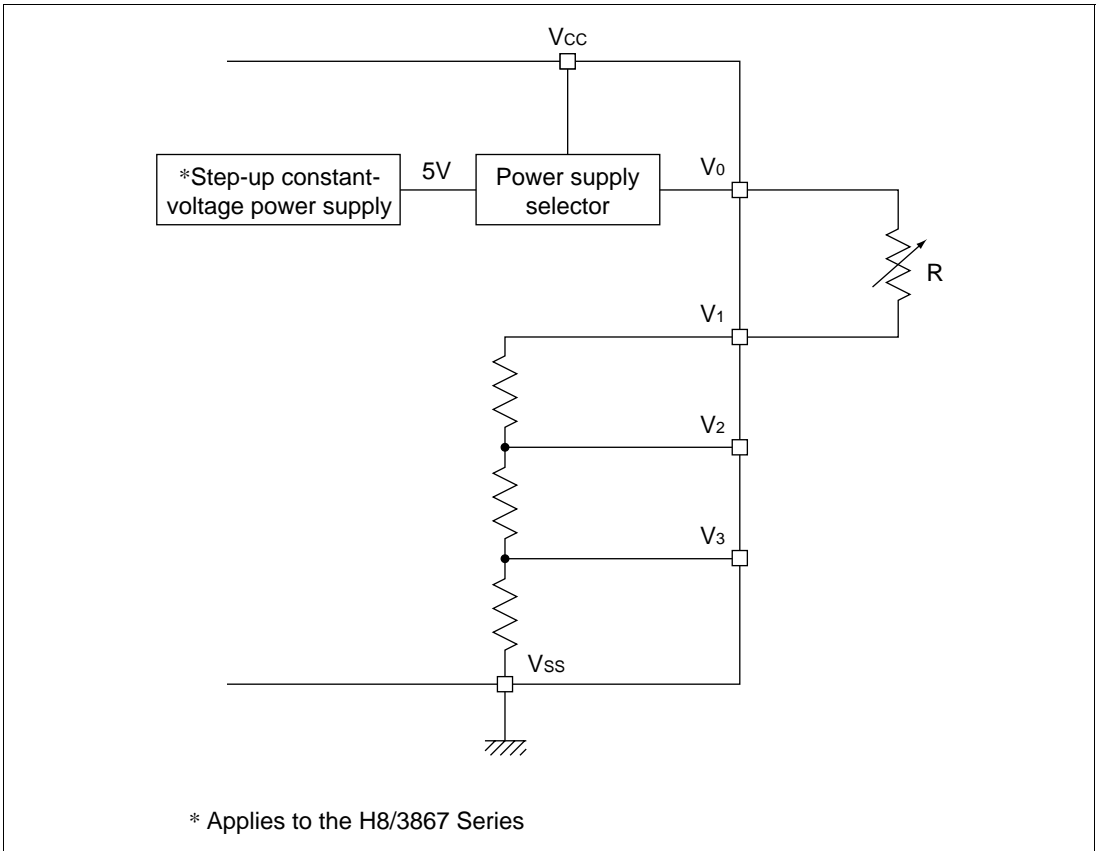 VCC
*Step-up constant-
voltage power supply
5V
Power supply
selector
V0
R
V1
V2
V3
VSS
* Applies to the H8/3867 Series